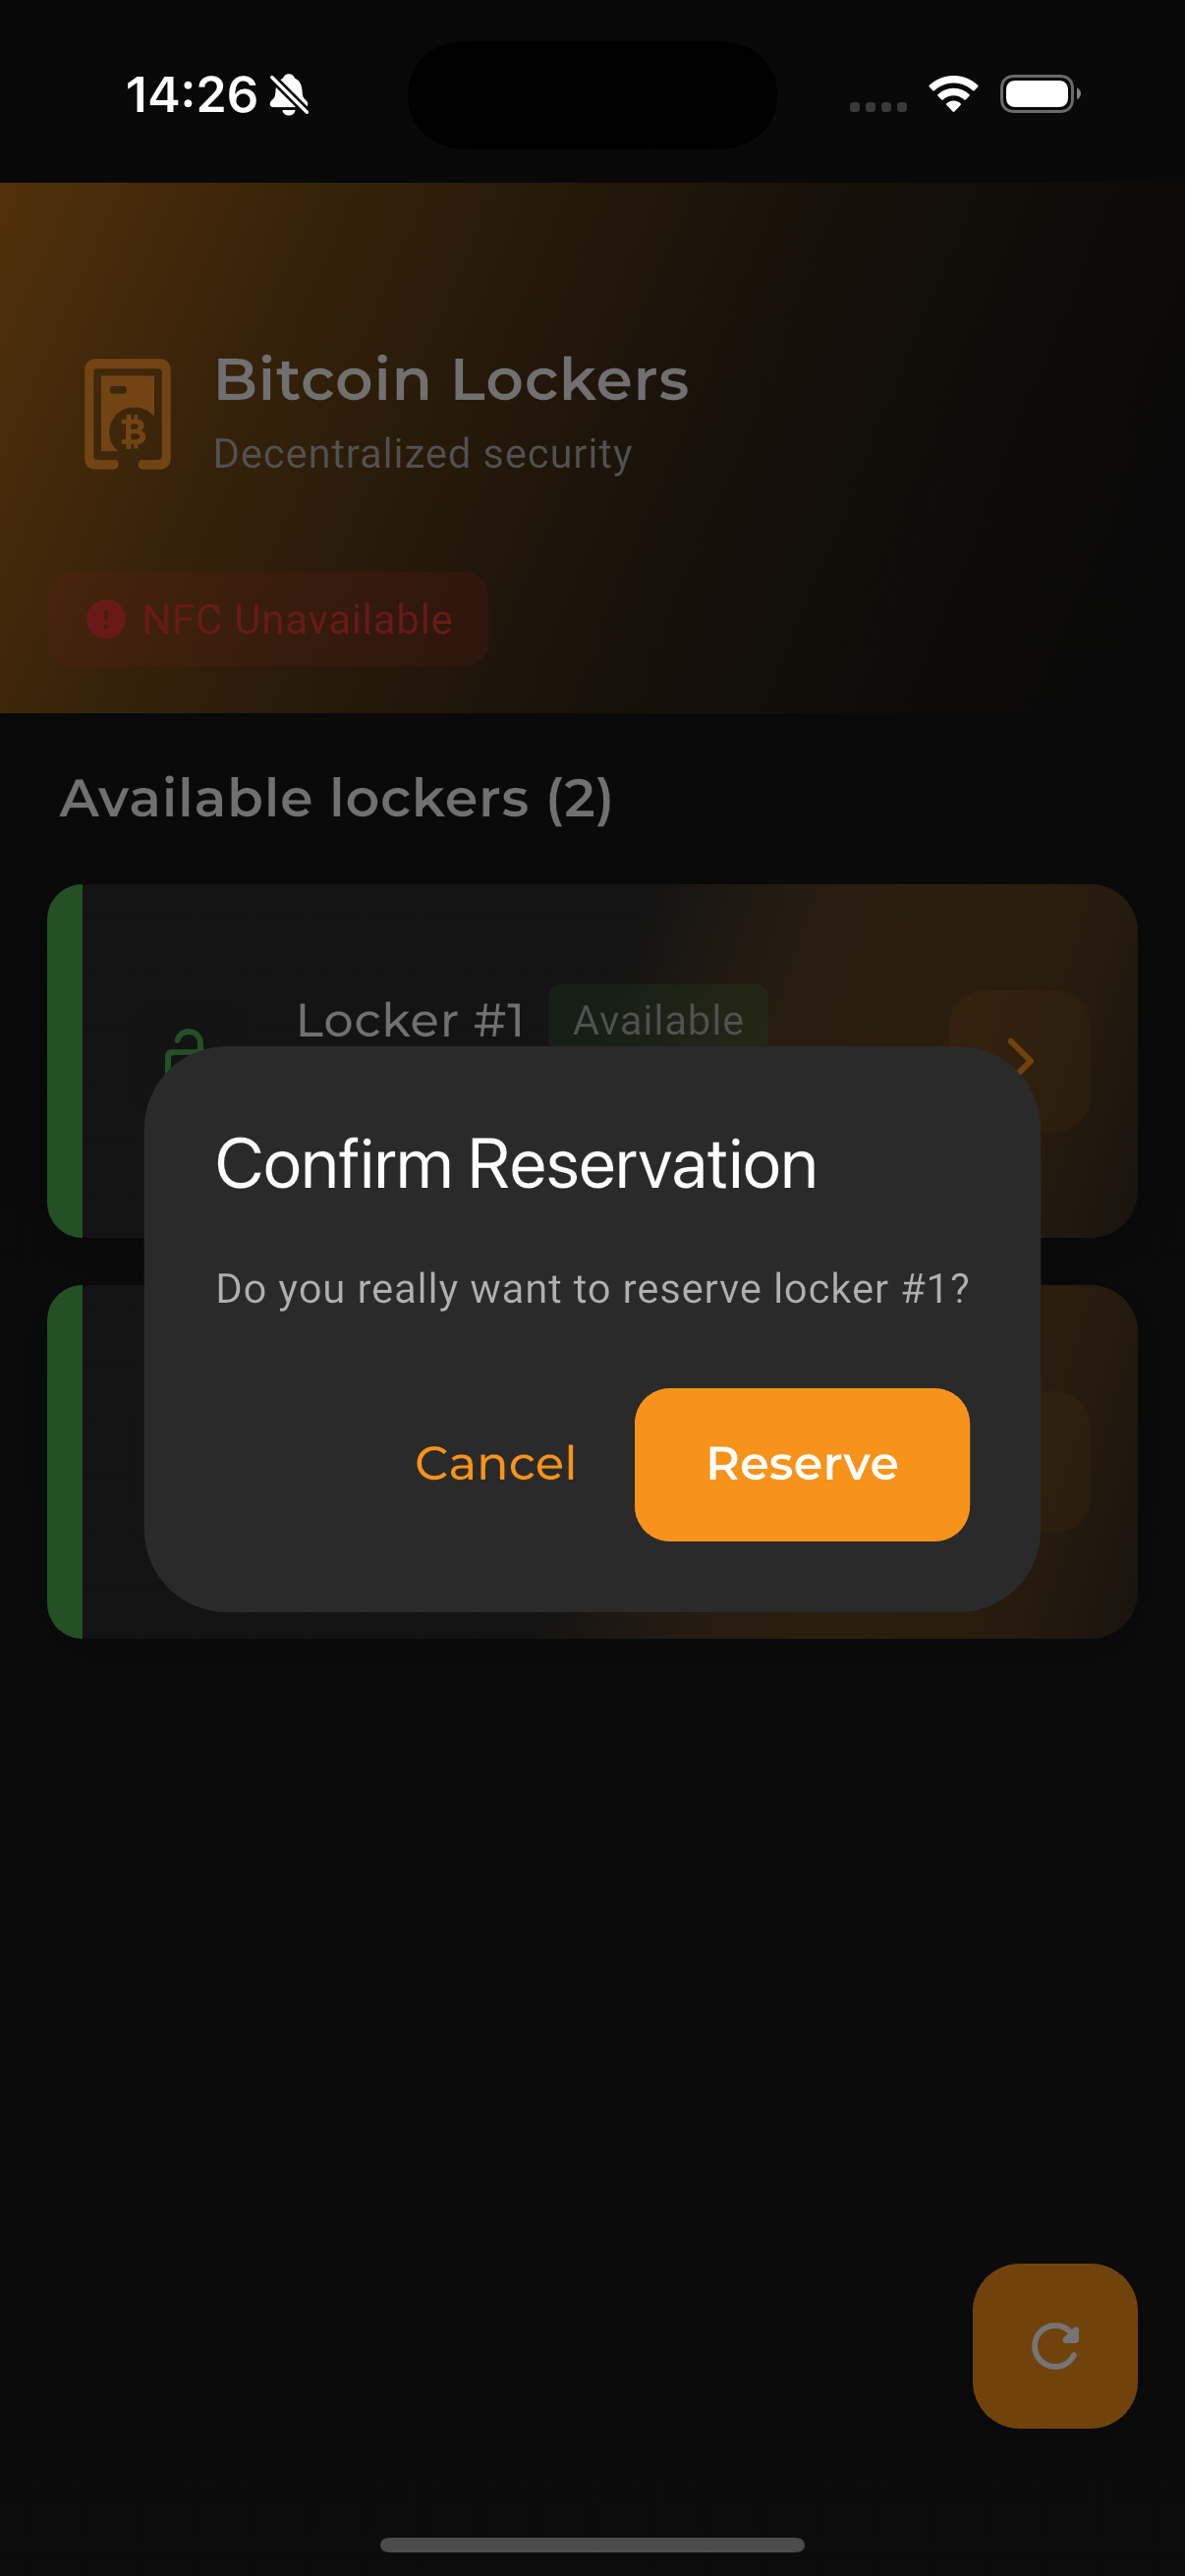 14:26
Bitcoin Lockers
Decentralized security
NFC Unavailable
Available lockers (2)
Locker #1 Available
Confirm Reservation
Do you really want to reserve locker #1?
Cancel Reserve